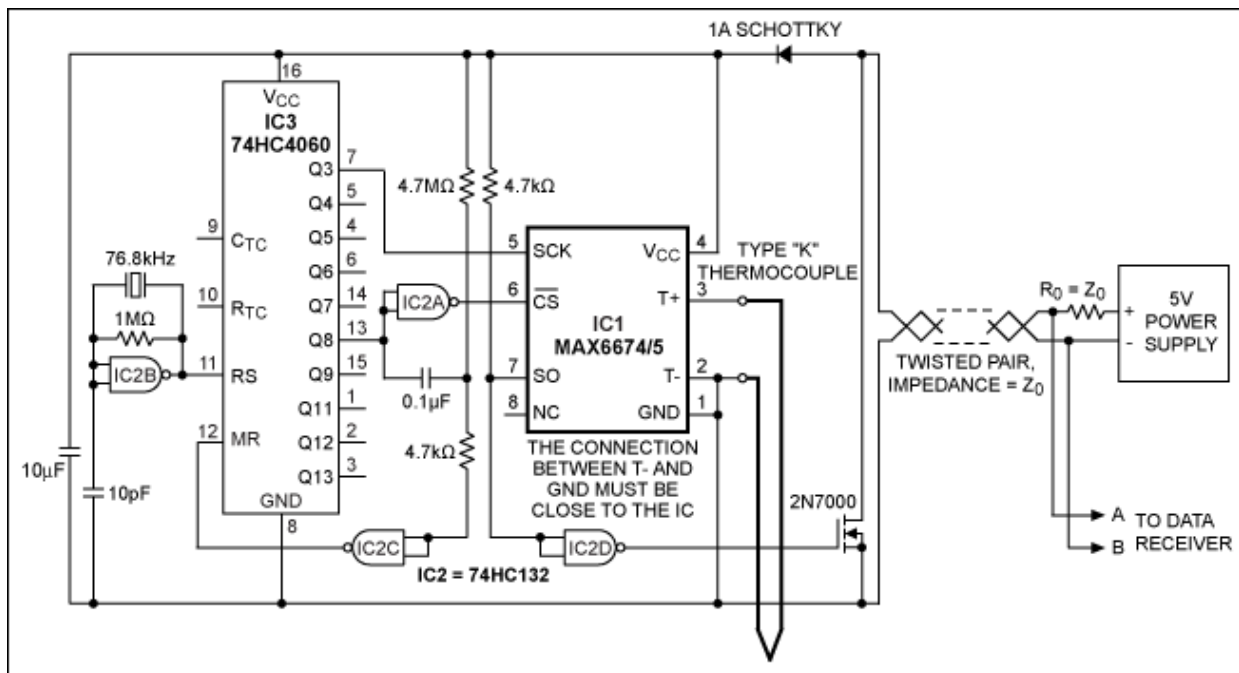 1A SCHOTTKY
16
VCC
IC3
74HC4060
Q3
7
Q4
5
Q5
4
Q6
6
Q7
14
Q8
13
Q9
15
Q11
1
Q12
2
Q13
3
9
CTC
10
RTC
11
RS
12
MR
GND
8
76.8kHz
1MΩ
IC2B
10µF
10pF
4.7MΩ
4.7kΩ
IC2A
0.1µF
4.7kΩ
IC2C
IC2D
IC2 = 74HC132
5
SCK
6
CS
7
SO
8
NC
VCC
4
T+
3
IC1
MAX6674/5
T-
2
GND
1
TYPE "K"
THERMOCOUPLE
THE CONNECTION
BETWEEN T- AND
GND MUST BE
CLOSE TO THE IC
2N7000
TWISTED PAIR,
IMPEDANCE = Z0
R0 = Z0
+
-
5V
POWER
SUPPLY
A
B
TO DATA
RECEIVER